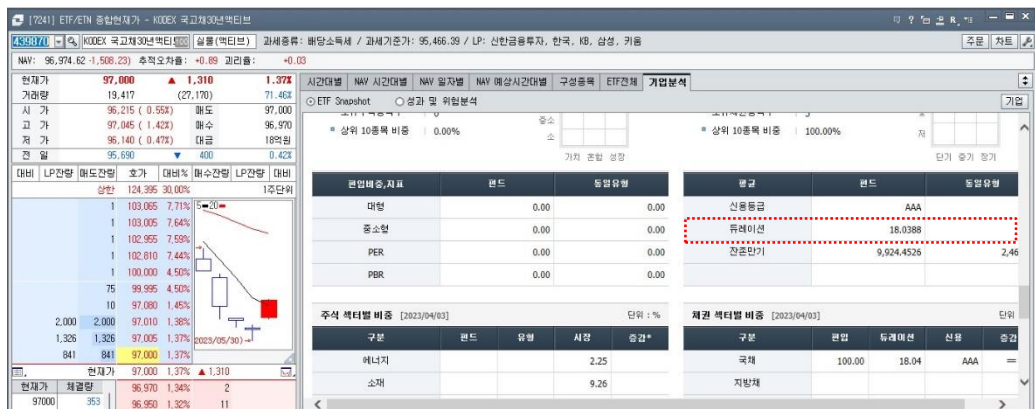 [7241] ETF/ETN 종합현재가 - KODEX 국고채30년액티브
439870 KODEX 국고채30년액티브 실물(액티브) 과세종류: 배당소득세 / 과세기준가: 95,466.39 / LP: 신한금융투자, 한국, KB, 삼성, 키움 주문 차트
NAV: 96,974.62 -1,508.23) 추적오차율: +0.89 괴리율: +0.03
현재가 97,000 ▲ 1,310 1.37%
거래량 19,417 (27,170) 71.46%
시 가 96,215 ( 0.55%) 매도 97,000
고 가 97,045 ( 1.42%) 매수 96,970
저 가 96,140 ( 0.47%) 대금 18억원
전 일 95,690 ▼ 400 0.42%
대비 LP잔량 매도잔량 호가 대비% 매수잔량 LP잔량 대비
상한 124,395 30.00% 1주단위
1 103,065 7.71% 5 20
1 103,005 7.64%
1 102,955 7.59%
1 102,810 7.44%
1 100,000 4.50%
75 99,995 4.50%
10 97,080 1.45%
2,000 2,000 97,010 1.38%
1,326 1,326 97,005 1.37% 2023/05/30)→
841 841 97,000 1.37%
현재가 97,000 1.37% ▲ 1,310
현재가 체결량 96,970 1.34% 2
97000 353 96,950 1.32% 11
시간대별 NAV 시간대별 NAV 일자별 NAV 예상시간대별 구성종목 ETF전체 기업분석
ETF Snapshot 성과 및 위험분석 기업
중소
상위 10종목 비중 0.00% 소
가치 혼합 성장
상위 10종목 비중 100.00% 저
단기 중기 장기
편입비중,지표 펀드 동일유형
대형 0.00 0.00
중소형 0.00 0.00
PER 0.00 0.00
PBR 0.00 0.00
평균 펀드 동일유형
신용등급 AAA
듀레이션 18.0388
잔존만기 9,924.4526 2,46
주식 섹터별 비중 [2023/04/03] 단위 : %
구분 펀드 유형 시장 증감*
에너지 2.25
소재 9.26
채권 섹터별 비중 [2023/04/03] 단위
구분 편입 듀레이션 신용 증감
국채 100.00 18.04 AAA =
지방채